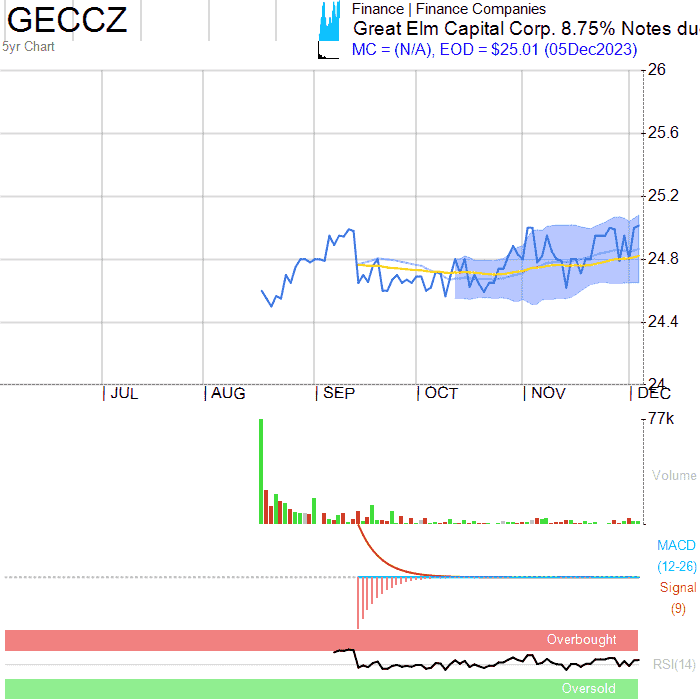 GECCZ
5yr Chart
Finance | Finance Companies
Great Elm Capital Corp. 8.75% Notes du
MC = (N/A), EOD = $25.01 (05Dec2023)
26
25.6
25.2
24.8
24.4
24
JUL AUG SEP OCT NOV DEC
77k
Volume
MACD
(12-26)
Signal
(9)
Overbought
RSI(14)
Oversold